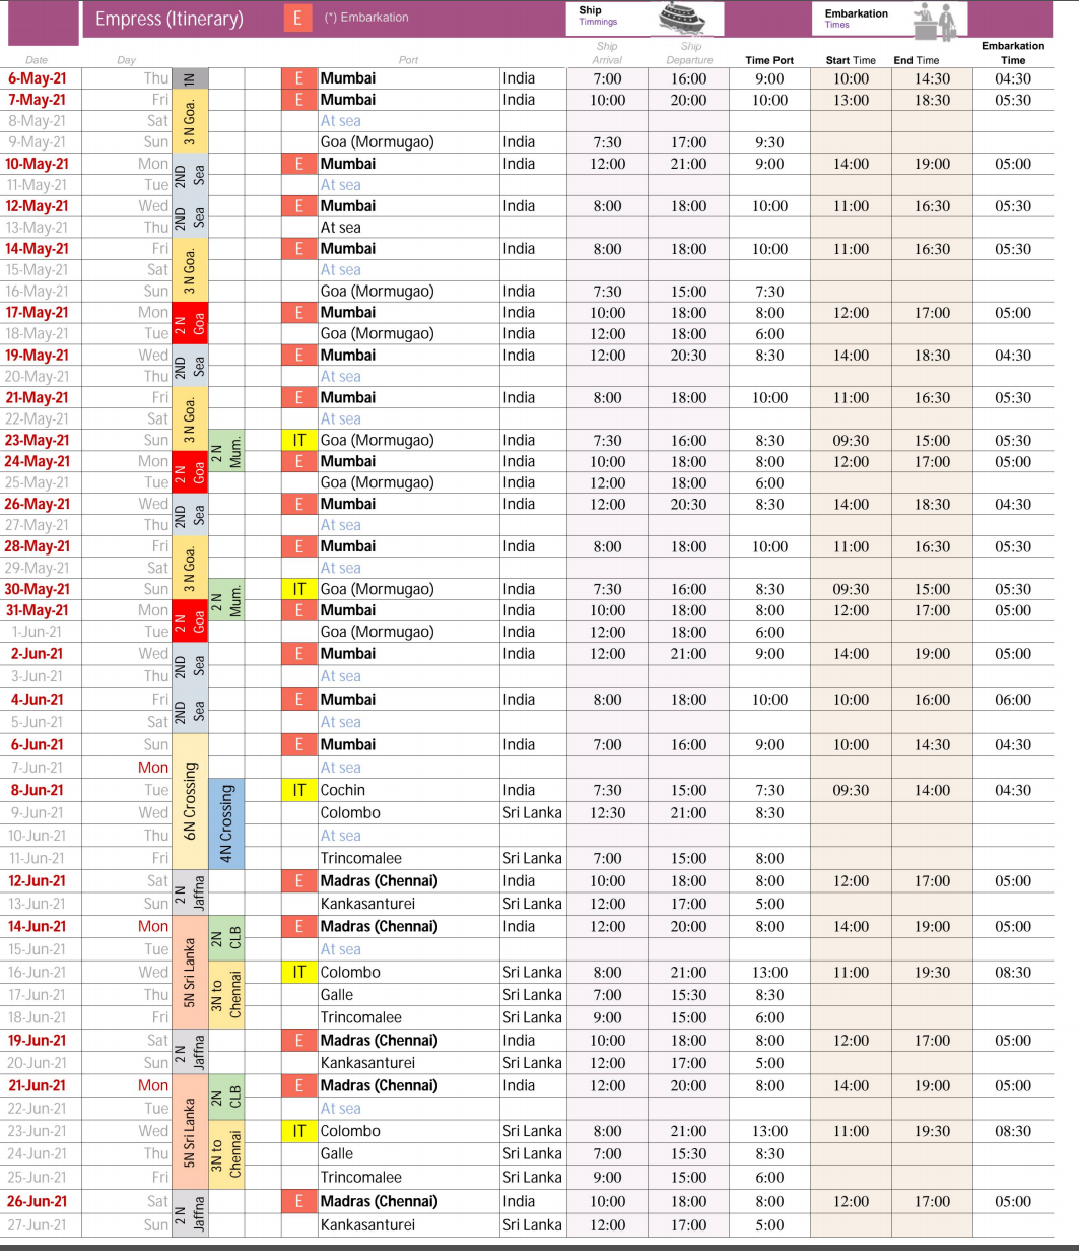 Empress (Itinerary) E (*) Embarkation Ship Timmings Embarkation Timeis
Date Day Port Ship Arrival Ship Departure Time Port Start Time End Time Embarkation Time
6-May-21 Thu 1N E Mumbai India 7:00 16:00 9:00 10:00 14:30 04:30
7-May-21 Fri 3 N Goa. E Mumbai India 10:00 20:00 10:00 13:00 18:30 05:30
8-May-21 Sat At sea
9-May-21 Sun Goa (Mormugao) India 7:30 17:00 9:30
10-May-21 Mon 2ND Sea E Mumbai India 12:00 21:00 9:00 14:00 19:00 05:00
11-May-21 Tue At sea
12-May-21 Wed 2ND Sea E Mumbai India 8:00 18:00 10:00 11:00 16:30 05:30
13-May-21 Thu At sea
14-May-21 Fri 3 N Goa. E Mumbai India 8:00 18:00 10:00 11:00 16:30 05:30
15-May-21 Sat At sea
16-May-21 Sun Goa (Mormugao) India 7:30 15:00 7:30
17-May-21 Mon 2 N Goa E Mumbai India 10:00 18:00 8:00 12:00 17:00 05:00
18-May-21 Tue Goa (Mormugao) India 12:00 18:00 6:00
19-May-21 Wed 2ND Sea E Mumbai India 12:00 20:30 8:30 14:00 18:30 04:30
20-May-21 Thu At sea
21-May-21 Fri 3 N Goa. E Mumbai India 8:00 18:00 10:00 11:00 16:30 05:30
22-May-21 Sat At sea
23-May-21 Sun 2 N Mum. IT Goa (Mormugao) India 7:30 16:00 8:30 09:30 15:00 05:30
24-May-21 Mon 2 N Goa E Mumbai India 10:00 18:00 8:00 12:00 17:00 05:00
25-May-21 Tue Goa (Mormugao) India 12:00 18:00 6:00
26-May-21 Wed 2ND Sea E Mumbai India 12:00 20:30 8:30 14:00 18:30 04:30
27-May-21 Thu At sea
28-May-21 Fri 3 N Goa. E Mumbai India 8:00 18:00 10:00 11:00 16:30 05:30
29-May-21 Sat At sea
30-May-21 Sun 2 N Mum. IT Goa (Mormugao) India 7:30 16:00 8:30 09:30 15:00 05:30
31-May-21 Mon 2 N Goa E Mumbai India 10:00 18:00 8:00 12:00 17:00 05:00
1-Jun-21 Tue Goa (Mormugao) India 12:00 18:00 6:00
2-Jun-21 Wed 2ND Sea E Mumbai India 12:00 21:00 9:00 14:00 19:00 05:00
3-Jun-21 Thu At sea
4-Jun-21 Fri 2ND Sea E Mumbai India 8:00 18:00 10:00 10:00 16:00 06:00
5-Jun-21 Sat At sea
6-Jun-21 Sun 6N Crossing E Mumbai India 7:00 16:00 9:00 10:00 14:30 04:30
7-Jun-21 Mon At sea
8-Jun-21 Tue 4N Crossing IT Cochin India 7:30 15:00 7:30 09:30 14:00 04:30
9-Jun-21 Wed Colombo Sri Lanka 12:30 21:00 8:30
10-Jun-21 Thu At sea
11-Jun-21 Fri Trincomalee Sri Lanka 7:00 15:00 8:00
12-Jun-21 Sat 2 N Jaffna E Madras (Chennai) India 10:00 18:00 8:00 12:00 17:00 05:00
13-Jun-21 Sun Kankasanturei Sri Lanka 12:00 17:00 5:00
14-Jun-21 Mon 5N Sri Lanka 2N CLB E Madras (Chennai) India 12:00 20:00 8:00 14:00 19:00 05:00
15-Jun-21 Tue At sea
16-Jun-21 Wed 3N to Chennai IT Colombo Sri Lanka 8:00 21:00 13:00 11:00 19:30 08:30
17-Jun-21 Thu Galle Sri Lanka 7:00 15:30 8:30
18-Jun-21 Fri Trincomalee Sri Lanka 9:00 15:00 6:00
19-Jun-21 Sat 2 N Jaffna E Madras (Chennai) India 10:00 18:00 8:00 12:00 17:00 05:00
20-Jun-21 Sun Kankasanturei Sri Lanka 12:00 17:00 5:00
21-Jun-21 Mon 5N Sri Lanka 2N CLB E Madras (Chennai) India 12:00 20:00 8:00 14:00 19:00 05:00
22-Jun-21 Tue At sea
23-Jun-21 Wed 3N to Chennai IT Colombo Sri Lanka 8:00 21:00 13:00 11:00 19:30 08:30
24-Jun-21 Thu Galle Sri Lanka 7:00 15:30 8:30
25-Jun-21 Fri Trincomalee Sri Lanka 9:00 15:00 6:00
26-Jun-21 Sat 2 N Jaffna E Madras (Chennai) India 10:00 18:00 8:00 12:00 17:00 05:00
27-Jun-21 Sun Kankasanturei Sri Lanka 12:00 17:00 5:00